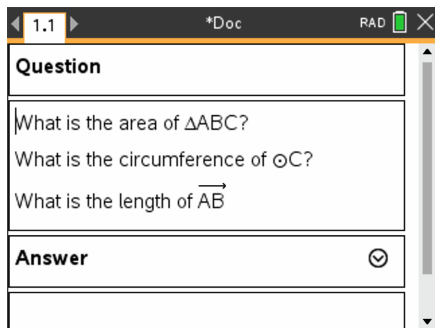 1.1 *Doc RAD
Question
What is the area of ∆ABC?
What is the circumference of ⊙C?
What is the length of A͞B⃗
Answer